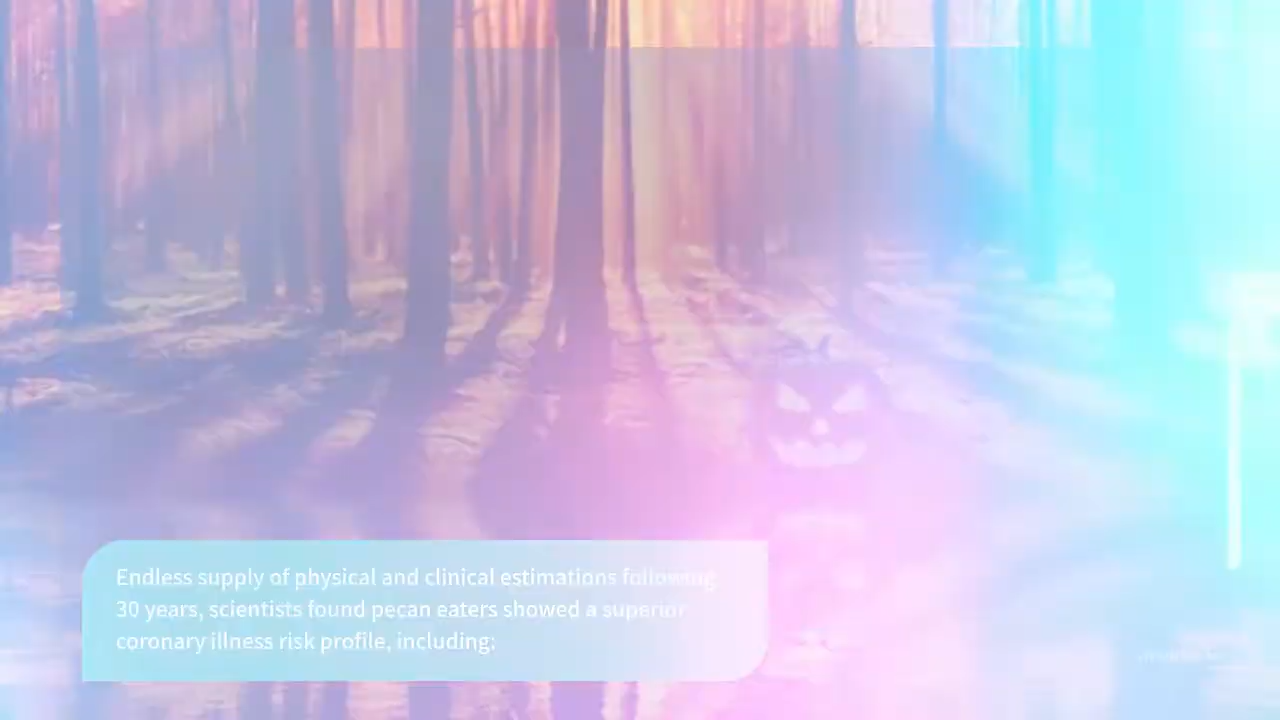 Endless supply of physical and clinical estimations following
30 years, scientists found pecan eaters showed a superior
coronary illness risk profile, including: